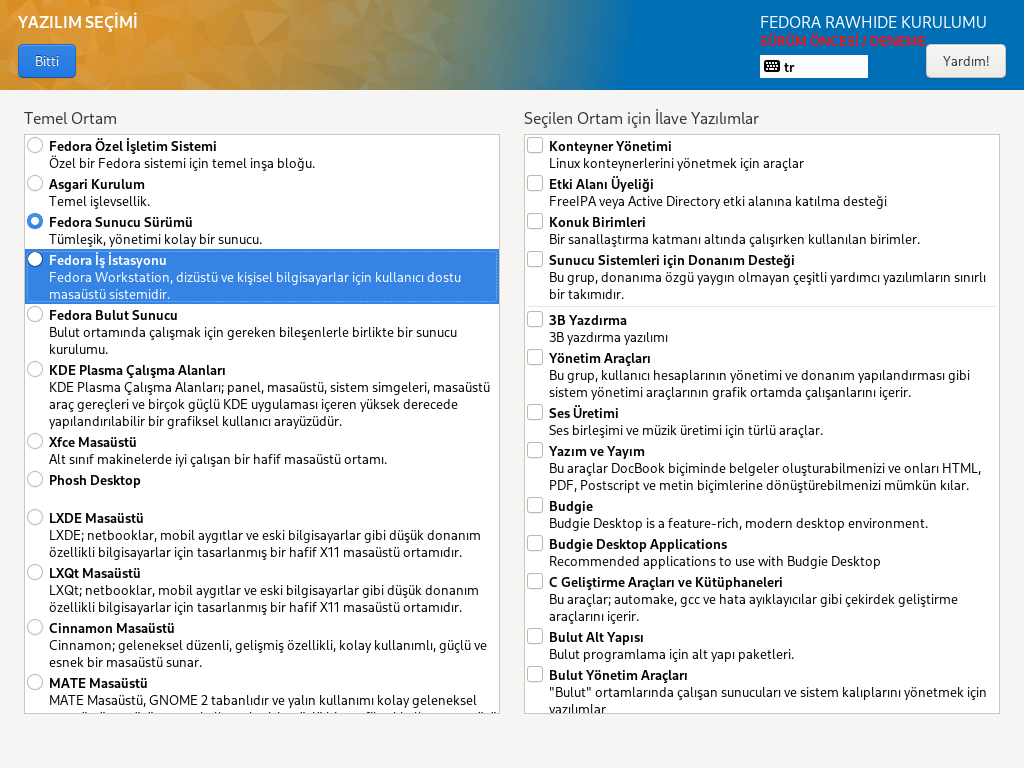 YAZILIM SEÇİMİ
Bitti
FEDORA RAWHIDE KURULUMU
SÜRÜM ÖNCESİ / DENEME
tr
Yardım!
Temel Ortam
Fedora Özel İşletim Sistemi
Özel bir Fedora sistemi için temel inşa bloğu.
Asgari Kurulum
Temel işlevsellik.
Fedora Sunucu Sürümü
Tümleşik, yönetimi kolay bir sunucu.
Fedora İş İstasyonu
Fedora Workstation, dizüstü ve kişisel bilgisayarlar için kullanıcı dostu
masaüstü sistemidir.
Fedora Bulut Sunucu
Bulut ortamında çalışmak için gereken bileşenlerle birlikte bir sunucu
kurulumu.
KDE Plasma Çalışma Alanları
KDE Plasma Çalışma Alanları; panel, masaüstü, sistem simgeleri, masaüstü
araç gereçleri ve birçok güçlü KDE uygulaması içeren yüksek derecede
yapılandırılabilir bir grafiksel kullanıcı arayüzüdür.
Xfce Masaüstü
Alt sınıf makinelerde iyi çalışan bir hafif masaüstü ortamı.
Phosh Desktop
LXDE Masaüstü
LXDE; netbooklar, mobil aygıtlar ve eski bilgisayarlar gibi düşük donanım
özellikli bilgisayarlar için tasarlanmış bir hafif X11 masaüstü ortamıdır.
LXQt Masaüstü
LXQt; netbooklar, mobil aygıtlar ve eski bilgisayarlar gibi düşük donanım
özellikli bilgisayarlar için tasarlanmış bir hafif X11 masaüstü ortamıdır.
Cinnamon Masaüstü
Cinnamon; geleneksel düzenli, gelişmiş özellikli, kolay kullanımlı, güçlü ve
esnek bir masaüstü sunar.
MATE Masaüstü
MATE Masaüstü, GNOME 2 tabanlıdır ve yalın kullanımı kolay geleneksel
Seçilen Ortam için İlave Yazılımlar
Konteyner Yönetimi
Linux konteynerlerini yönetmek için araçlar
Etki Alanı Üyeliği
FreeIPA veya Active Directory etki alanına katılma desteği
Konuk Birimleri
Bir sanallaştırma katmanı altında çalışırken kullanılan birimler.
Sunucu Sistemleri için Donanım Desteği
Bu grup, donanıma özgü yaygın olmayan çeşitli yardımcı yazılımların sınırlı
bir takımıdır.
3B Yazdırma
3B yazdırma yazılımı
Yönetim Araçları
Bu grup, kullanıcı hesaplarının yönetimi ve donanım yapılandırması gibi
sistem yönetimi araçlarının grafik ortamda çalışanlarını içerir.
Ses Üretimi
Ses birleşimi ve müzik üretimi için türlü araçlar.
Yazım ve Yayım
Bu araçlar DocBook biçiminde belgeler oluşturabilmenizi ve onları HTML,
PDF, Postscript ve metin biçimlerine dönüştürebilmenizi mümkün kılar.
Budgie
Budgie Desktop is a feature-rich, modern desktop environment.
Budgie Desktop Applications
Recommended applications to use with Budgie Desktop
C Geliştirme Araçları ve Kütüphaneleri
Bu araçlar; automake, gcc ve hata ayıklayıcılar gibi çekirdek geliştirme
araçlarını içerir.
Bulut Alt Yapısı
Bulut programlama için alt yapı paketleri.
Bulut Yönetim Araçları
"Bulut" ortamlarında çalışan sunucuları ve sistem kalıplarını yönetmek için
yazılımlar